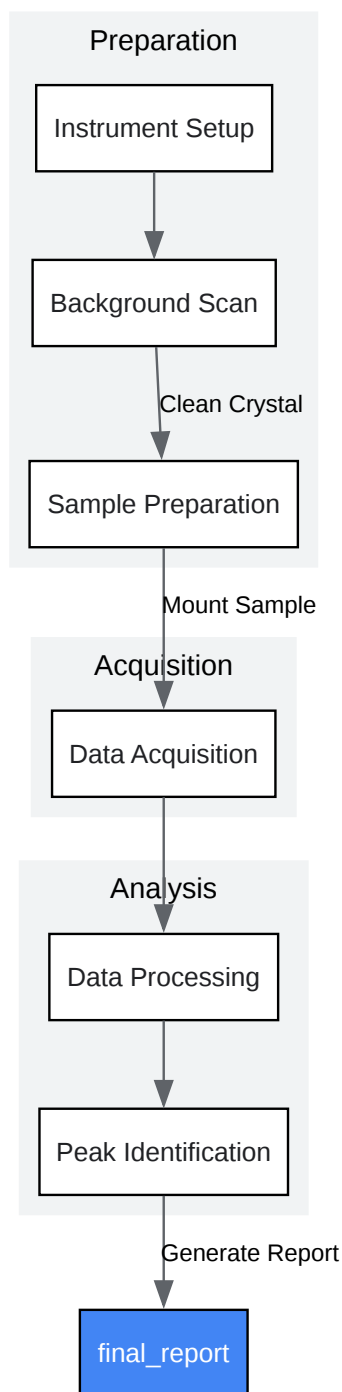 Preparation
Instrument Setup
Background Scan
Clean Crystal
Sample Preparation
Mount Sample
Acquisition
Data Acquisition
Analysis
Data Processing
Peak Identification
Generate Report
final_report